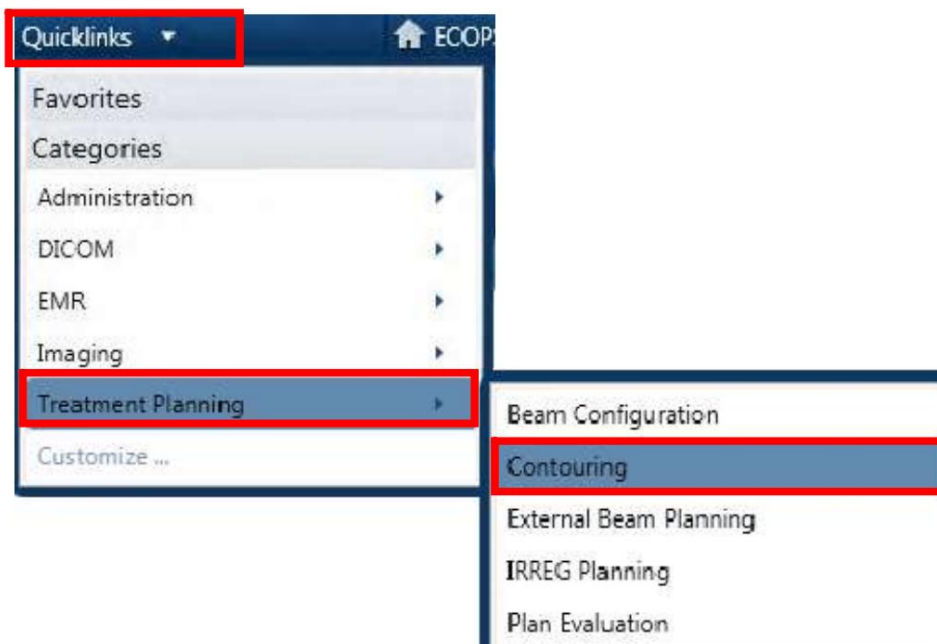 Quicklinks ECOP
Favorites
Categories
Administration
DICOM
EMR
Imaging
Treatment Planning
Customize ...
Beam Configuration
Contouring
External Beam Planning
IRREG Planning
Plan Evaluation